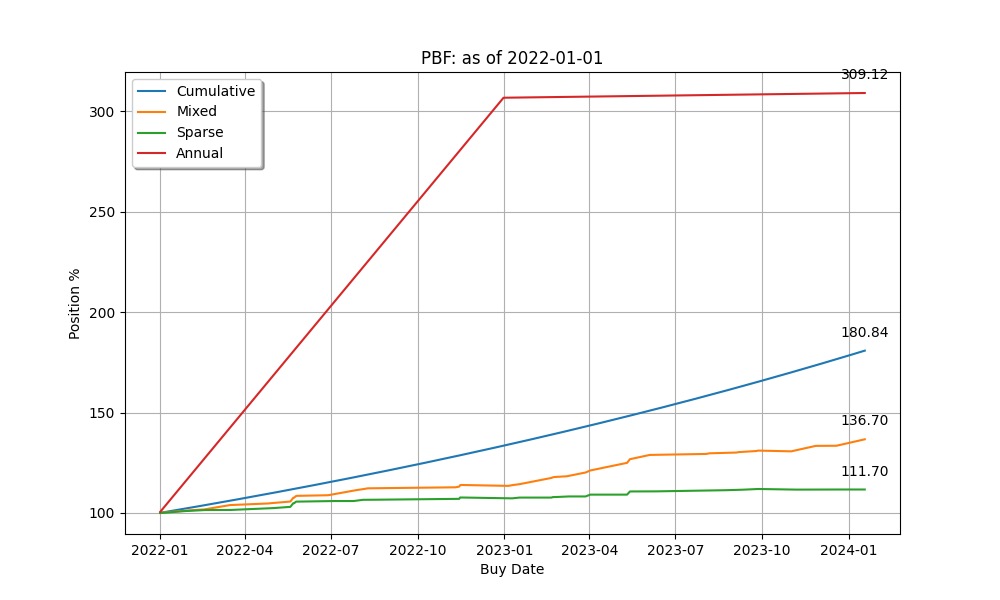 PBF: as of 2022-01-01
309.12
Cumulative
Mixed
Sparse
Annual
300
250
200
150
100
Position %
180.84
136.70
111.70
2022-01 2022-04 2022-07 2022-10 2023-01 2023-04 2023-07 2023-10 2024-01
Buy Date